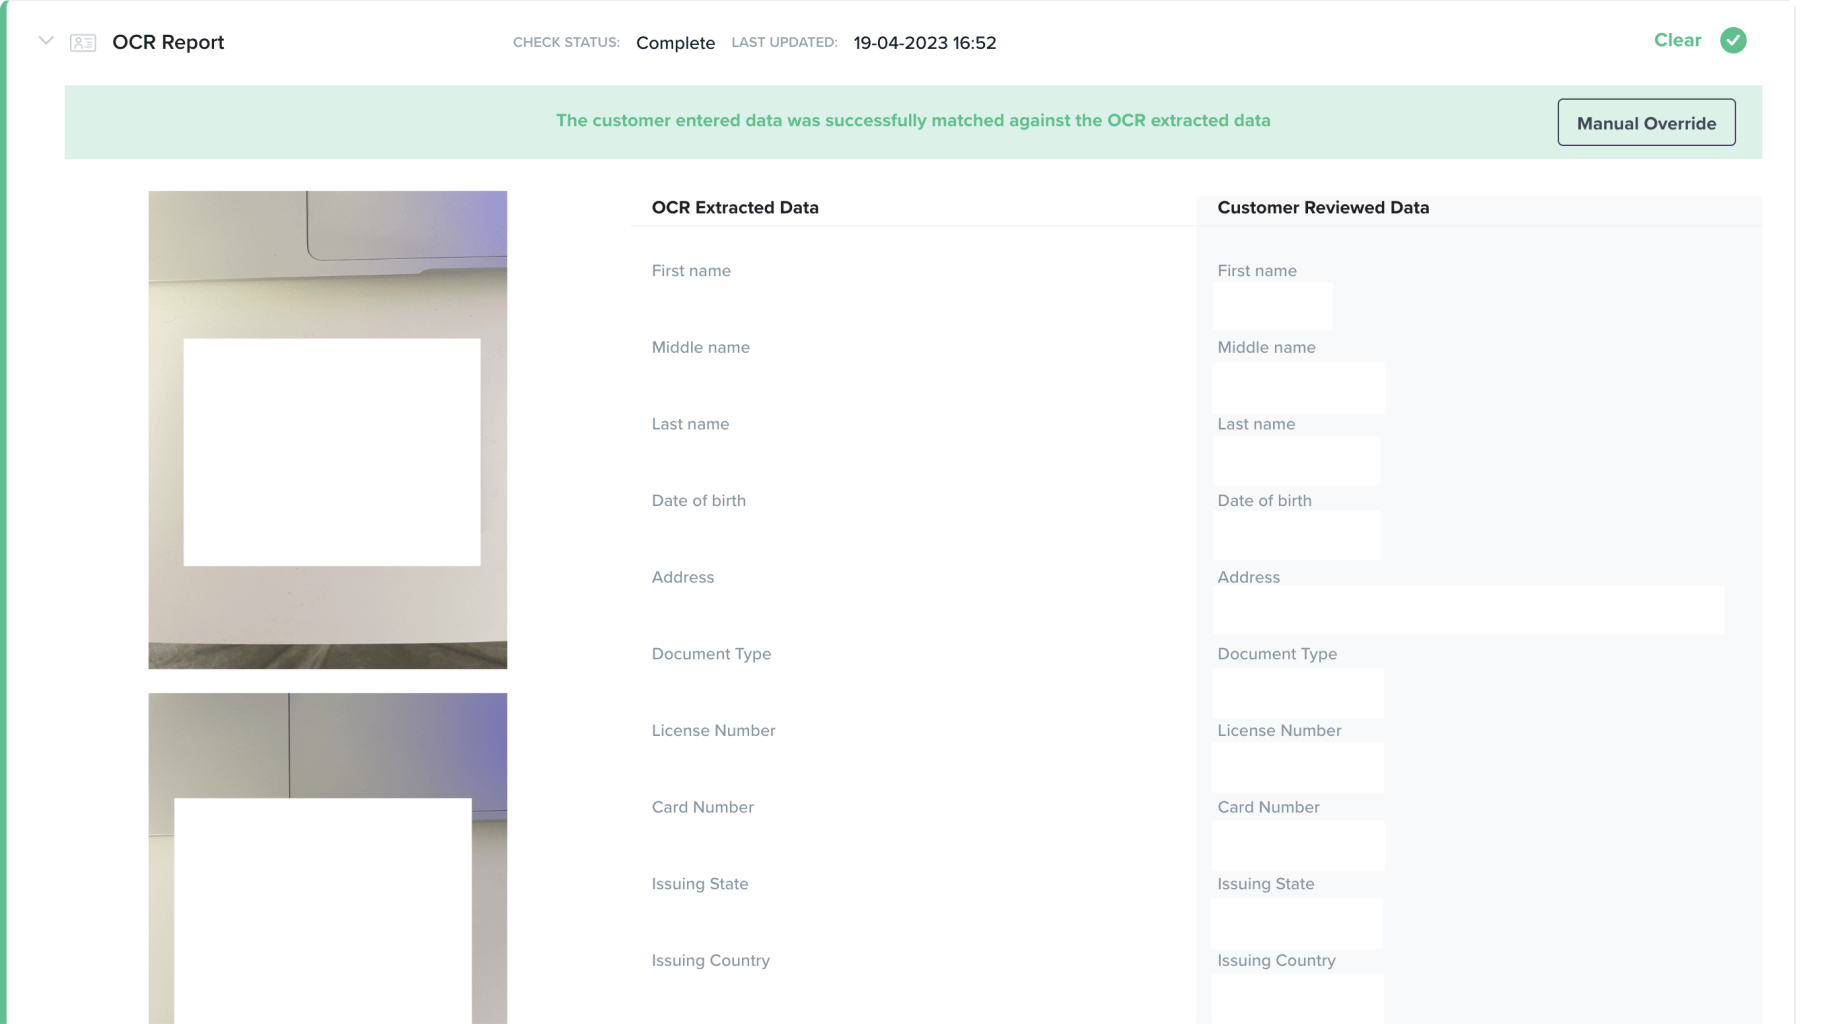 OCR Report
CHECK STATUS: Complete LAST UPDATED: 19-04-2023 16:52
Clear
The customer entered data was successfully matched against the OCR extracted data
Manual Override
OCR Extracted Data
First name
Middle name
Last name
Date of birth
Address
Document Type
License Number
Card Number
Issuing State
Issuing Country
Customer Reviewed Data
First name
Middle name
Last name
Date of birth
Address
Document Type
License Number
Card Number
Issuing State
Issuing Country